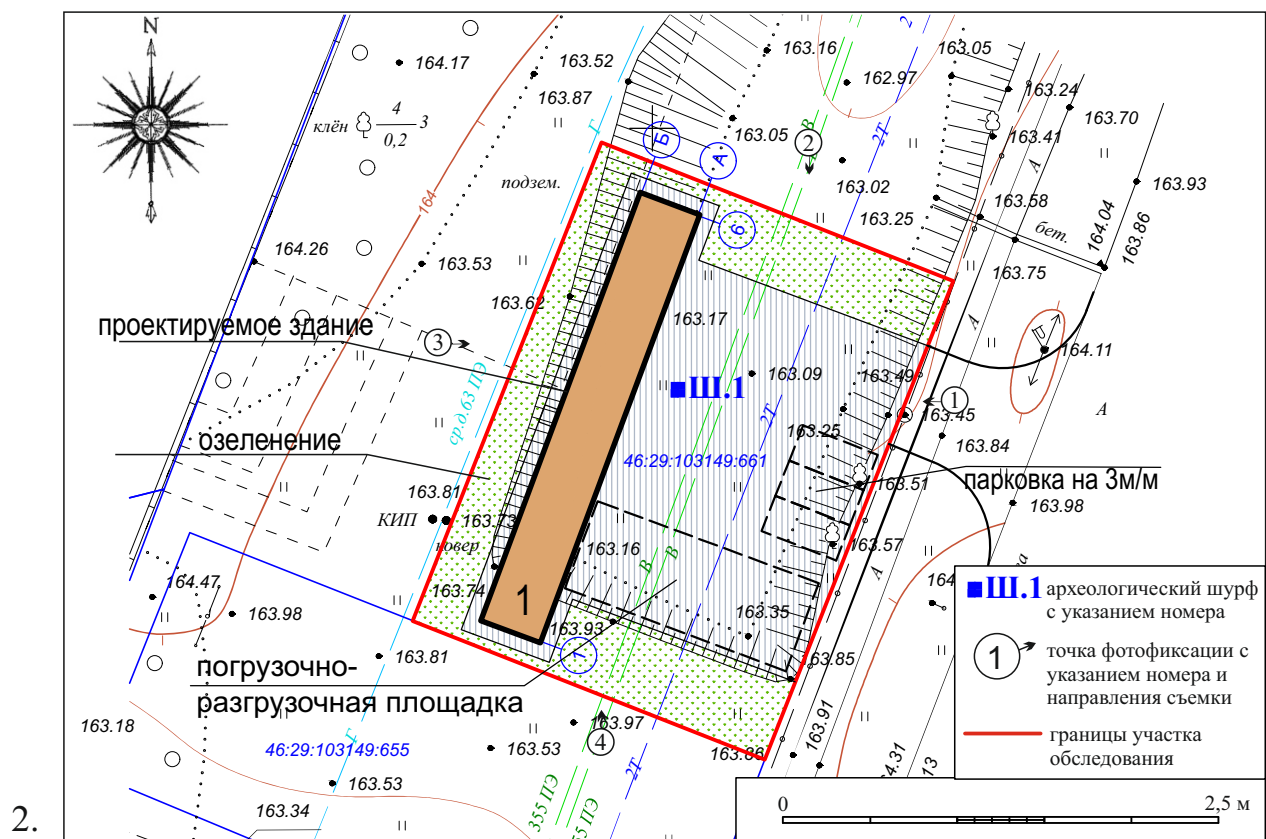 N
163.16
163.05
164.17
163.52
162.97
163.24
163.87
163.70
клён 4 3
0,2
163.05
163.41
Г
В
2
2Т
Б
А
2
А
подзем.
163.02
163.93
164
163.25
163.58
бет.
164.04
163.86
6
164.26
163.53
163.75
163.62
проектируемое здание
163.17
А
3
164.11
163.09
163.49
Ш.1
ср.д.63 ПЭ
2Т
1
163.45
А
163.25
озеленение
163.84
46:29:103149:661
163.51
парковка на 3м/м
163.81
163.98
КИП
163.73
ковер
163.16
163.57
В
В
А
164.47
163.74
163.98
1
163.35
163.93
1
163.81
163.85
погрузочно-
разгрузочная площадка
163.18
163.97
163.91
46:29:103149:655
Г
163.53
4
163.86
2Т
163.53
163.34
355 ПЭ
13
Ш.1 археологический шурф
с указанием номера
1 точка фотофиксации с
указанием номера и
направления съемки
границы участка
обследования
0 2,5 м
2.